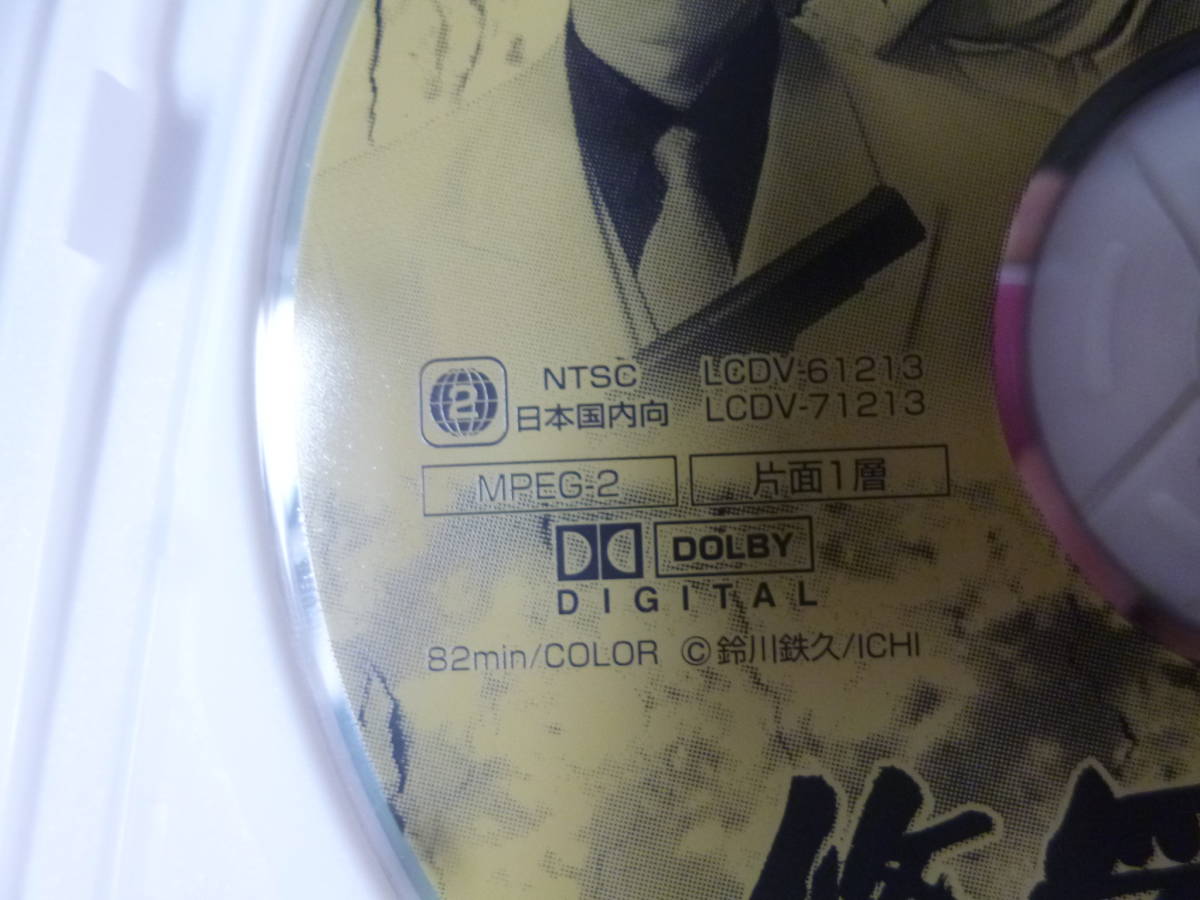 2 NTSC LCDV-61213
日本国内向 LCDV-71213
MPEG-2 片面1層
DOLBY
DIGITAL
82min/COLOR ©鈴川鉄久/ICHI